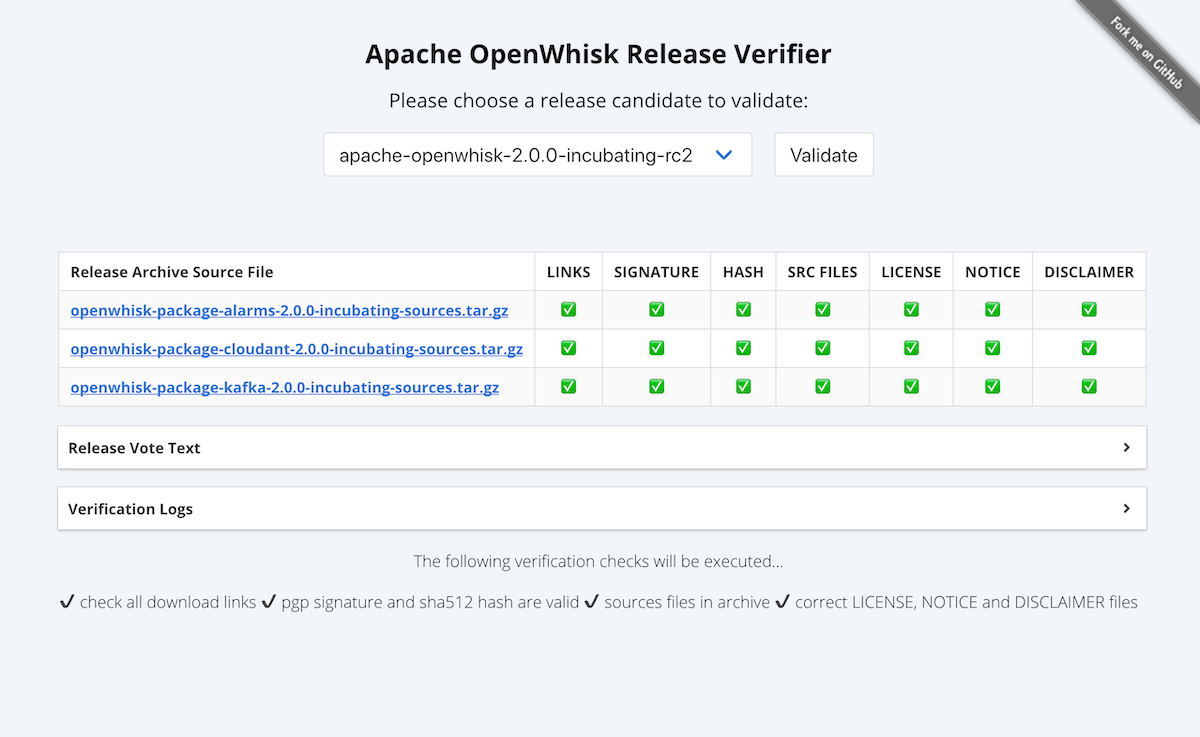 Fork me on GitHub
Apache OpenWhisk Release Verifier
Please choose a release candidate to validate:
apache-openwhisk-2.0.0-incubating-rc2 Validate
Release Archive Source File LINKS SIGNATURE HASH SRC FILES LICENSE NOTICE DISCLAIMER
openwhisk-package-alarms-2.0.0-incubating-sources.tar.gz ✅ ✅ ✅ ✅ ✅ ✅ ✅
openwhisk-package-cloudant-2.0.0-incubating-sources.tar.gz ✅ ✅ ✅ ✅ ✅ ✅ ✅
openwhisk-package-kafka-2.0.0-incubating-sources.tar.gz ✅ ✅ ✅ ✅ ✅ ✅ ✅
Release Vote Text
Verification Logs
The following verification checks will be executed...
✔ check all download links ✔ pgp signature and sha512 hash are valid ✔ sources files in archive ✔ correct LICENSE, NOTICE and DISCLAIMER files